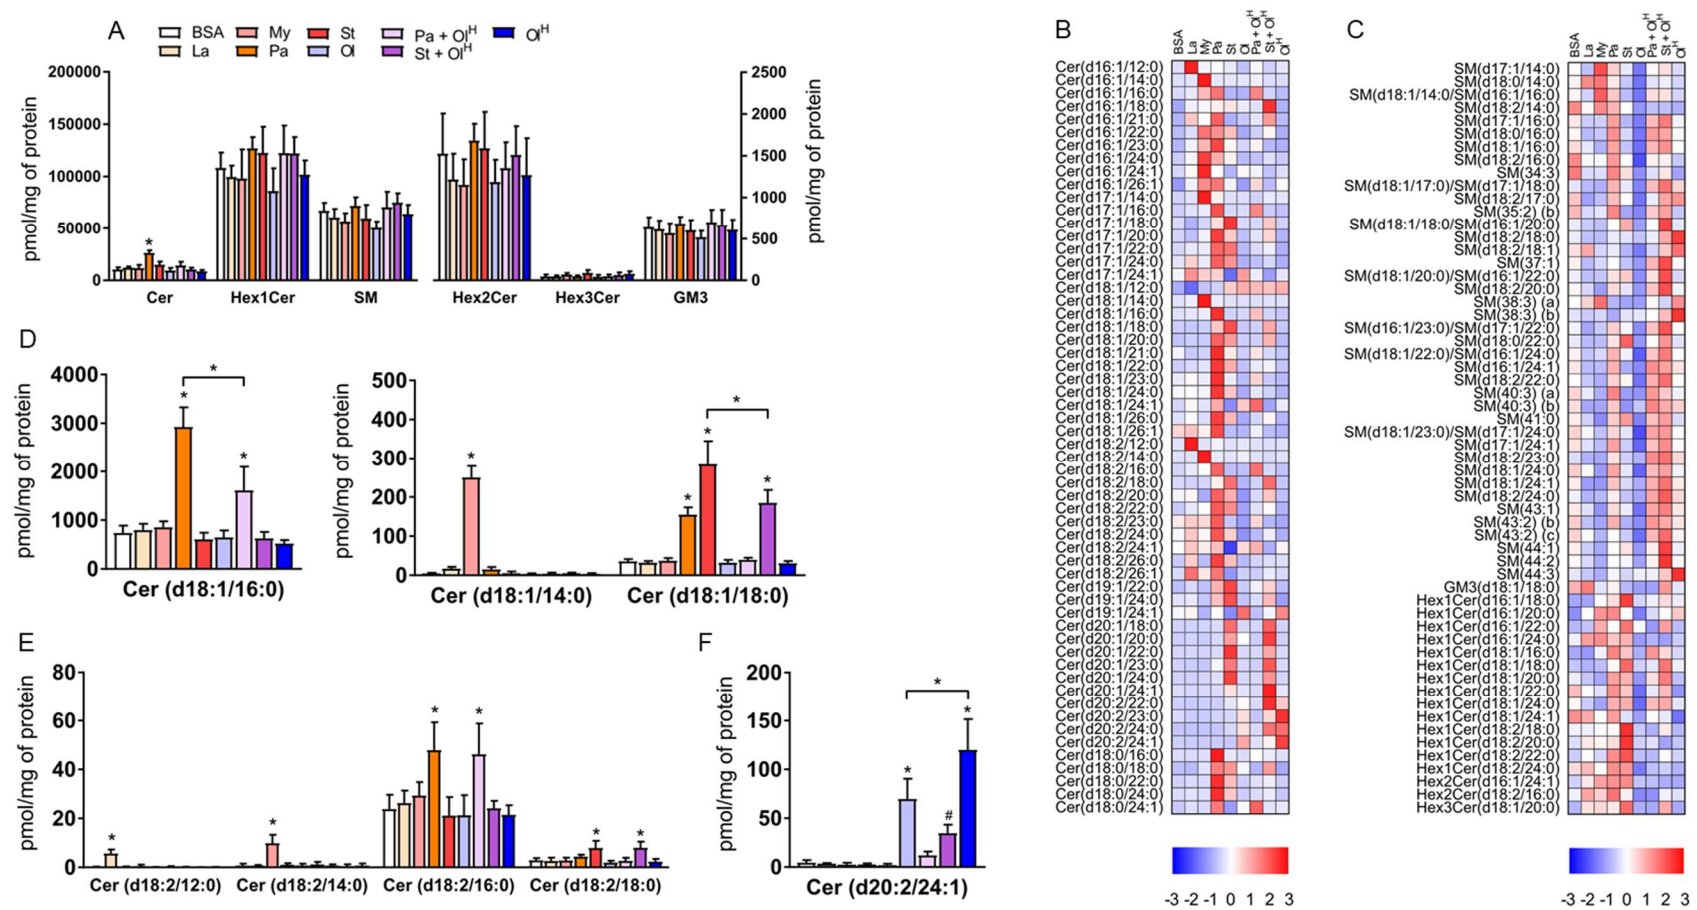 A
BSA My St Pa + Ol^H Ol^H
La Pa Ol St + Ol^H
pmol/mg of protein
200000
150000
100000
50000
0
*
Cer Hex1Cer SM Hex2Cer Hex3Cer GM3
2500
2000
1500
1000
500
0
pmol/mg of protein
D
pmol/mg of protein
4000
3000
2000
1000
0
*
* *
Cer (d18:1/16:0)
pmol/mg of protein
500
400
300
200
100
0
*
* * * *
Cer (d18:1/14:0) Cer (d18:1/18:0)
E
pmol/mg of protein
80
60
40
20
0
* * * * * *
Cer (d18:2/12:0) Cer (d18:2/14:0) Cer (d18:2/16:0) Cer (d18:2/18:0)
F
pmol/mg of protein
200
150
100
50
0
*
* # *
Cer (d20:2/24:1)
B
BSA La My Pa St Ol Pa + Ol^H St + Ol^H Ol^H
Cer(d16:1/12:0)
Cer(d16:1/14:0)
Cer(d16:1/16:0)
Cer(d16:1/18:0)
Cer(d16:1/21:0)
Cer(d16:1/22:0)
Cer(d16:1/23:0)
Cer(d16:1/24:0)
Cer(d16:1/24:1)
Cer(d16:1/26:1)
Cer(d17:1/14:0)
Cer(d17:1/16:0)
Cer(d17:1/18:0)
Cer(d17:1/20:0)
Cer(d17:1/22:0)
Cer(d17:1/24:0)
Cer(d17:1/24:1)
Cer(d18:1/12:0)
Cer(d18:1/14:0)
Cer(d18:1/16:0)
Cer(d18:1/18:0)
Cer(d18:1/20:0)
Cer(d18:1/21:0)
Cer(d18:1/22:0)
Cer(d18:1/23:0)
Cer(d18:1/24:0)
Cer(d18:1/24:1)
Cer(d18:1/26:0)
Cer(d18:1/26:1)
Cer(d18:2/12:0)
Cer(d18:2/14:0)
Cer(d18:2/16:0)
Cer(d18:2/18:0)
Cer(d18:2/20:0)
Cer(d18:2/22:0)
Cer(d18:2/23:0)
Cer(d18:2/24:0)
Cer(d18:2/24:1)
Cer(d18:2/26:0)
Cer(d18:2/26:1)
Cer(d19:1/22:0)
Cer(d19:1/24:0)
Cer(d19:1/24:1)
Cer(d20:1/18:0)
Cer(d20:1/20:0)
Cer(d20:1/22:0)
Cer(d20:1/23:0)
Cer(d20:1/24:0)
Cer(d20:1/24:1)
Cer(d20:2/22:0)
Cer(d20:2/23:0)
Cer(d20:2/24:0)
Cer(d20:2/24:1)
Cer(d18:0/16:0)
Cer(d18:0/18:0)
Cer(d18:0/22:0)
Cer(d18:0/24:0)
Cer(d18:0/24:1)
-3 -2 -1 0 1 2 3
C
BSA La My Pa St Ol Pa + Ol^H St + Ol^H Ol^H
SM(d17:1/14:0)
SM(d18:0/14:0)
SM(d18:1/14:0/SM(d16:1/16:0)
SM(d18:2/14:0)
SM(d17:1/16:0)
SM(d18:0/16:0)
SM(d18:1/16:0)
SM(d18:2/16:0)
SM(34:3)
SM(d18:1/17:0)/SM(d17:1/18:0)
SM(d18:2/17:0)
SM(35:2) (b)
SM(d18:1/18:0/SM(d16:1/20:0)
SM(d18:2/18:0)
SM(d18:2/18:1)
SM(37:1)
SM(d18:1/20:0)/SM(d16:1/22:0)
SM(d18:2/20:0)
SM(38:3) (a)
SM(38:3) (b)
SM(d16:1/23:0)/SM(d17:1/22:0)
SM(d18:0/22:0)
SM(d18:1/22:0)/SM(d16:1/24:0)
SM(d16:1/24:1)
SM(d18:2/22:0)
SM(40:3) (a)
SM(40:3) (b)
SM(41:0)
SM(d18:1/23:0)/SM(d17:1/24:0)
SM(d17:1/24:1)
SM(d18:2/23:0)
SM(d18:1/24:0)
SM(d18:1/24:1)
SM(d18:2/24:0)
SM(43:1)
SM(43:2) (b)
SM(43:2) (c)
SM(44:1)
SM(44:2)
SM(44:3)
GM3(d18:1/18:0)
Hex1Cer(d16:1/18:0)
Hex1Cer(d16:1/20:0)
Hex1Cer(d16:1/22:0)
Hex1Cer(d16:1/24:0)
Hex1Cer(d18:1/16:0)
Hex1Cer(d18:1/18:0)
Hex1Cer(d18:1/20:0)
Hex1Cer(d18:1/22:0)
Hex1Cer(d18:1/24:0)
Hex1Cer(d18:1/24:1)
Hex1Cer(d18:2/18:0)
Hex1Cer(d18:2/20:0)
Hex1Cer(d18:2/22:0)
Hex1Cer(d18:2/24:0)
Hex2Cer(d16:1/24:1)
Hex2Cer(d18:2/16:0)
Hex3Cer(d18:1/20:0)
-3 -2 -1 0 1 2 3